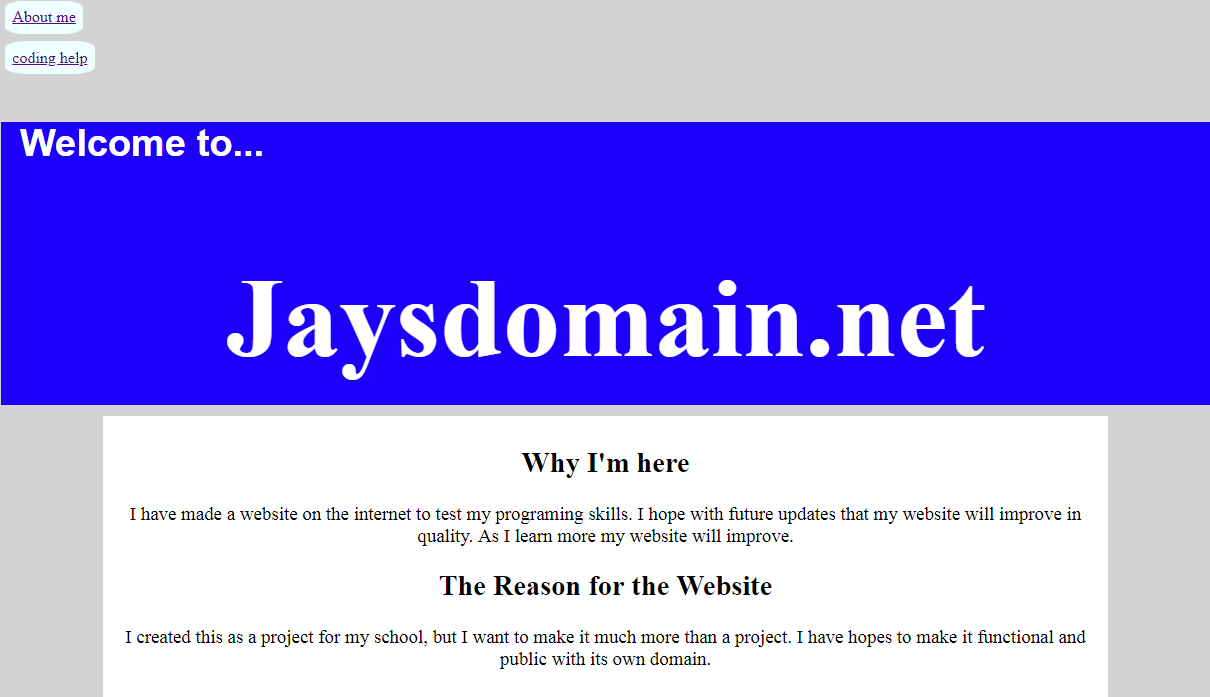 About me
coding help
Welcome to...
Jaysdomain.net
Why I'm here
I have made a website on the internet to test my programing skills. I hope with future updates that my website will improve in
quality. As I learn more my website will improve.
The Reason for the Website
I created this as a project for my school, but I want to make it much more than a project. I have hopes to make it functional and
public with its own domain.